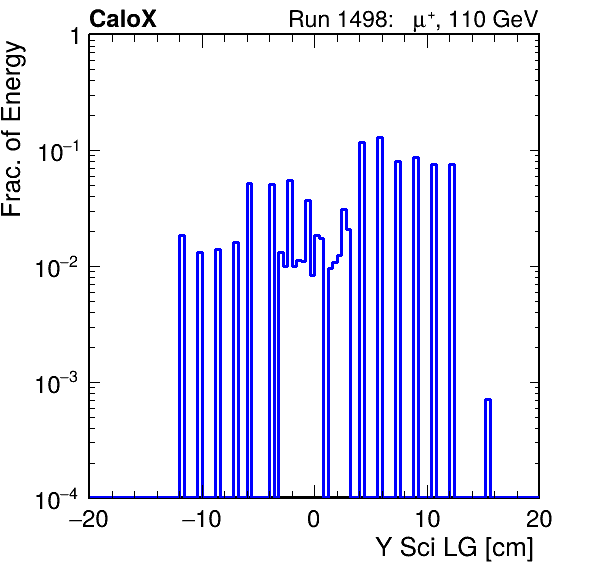 CaloX Run 1498: μ⁺, 110 GeV
Frac. of Energy
1
10⁻¹
10⁻²
10⁻³
10⁻⁴
−20 −10 0 10 20
Y Sci LG [cm]